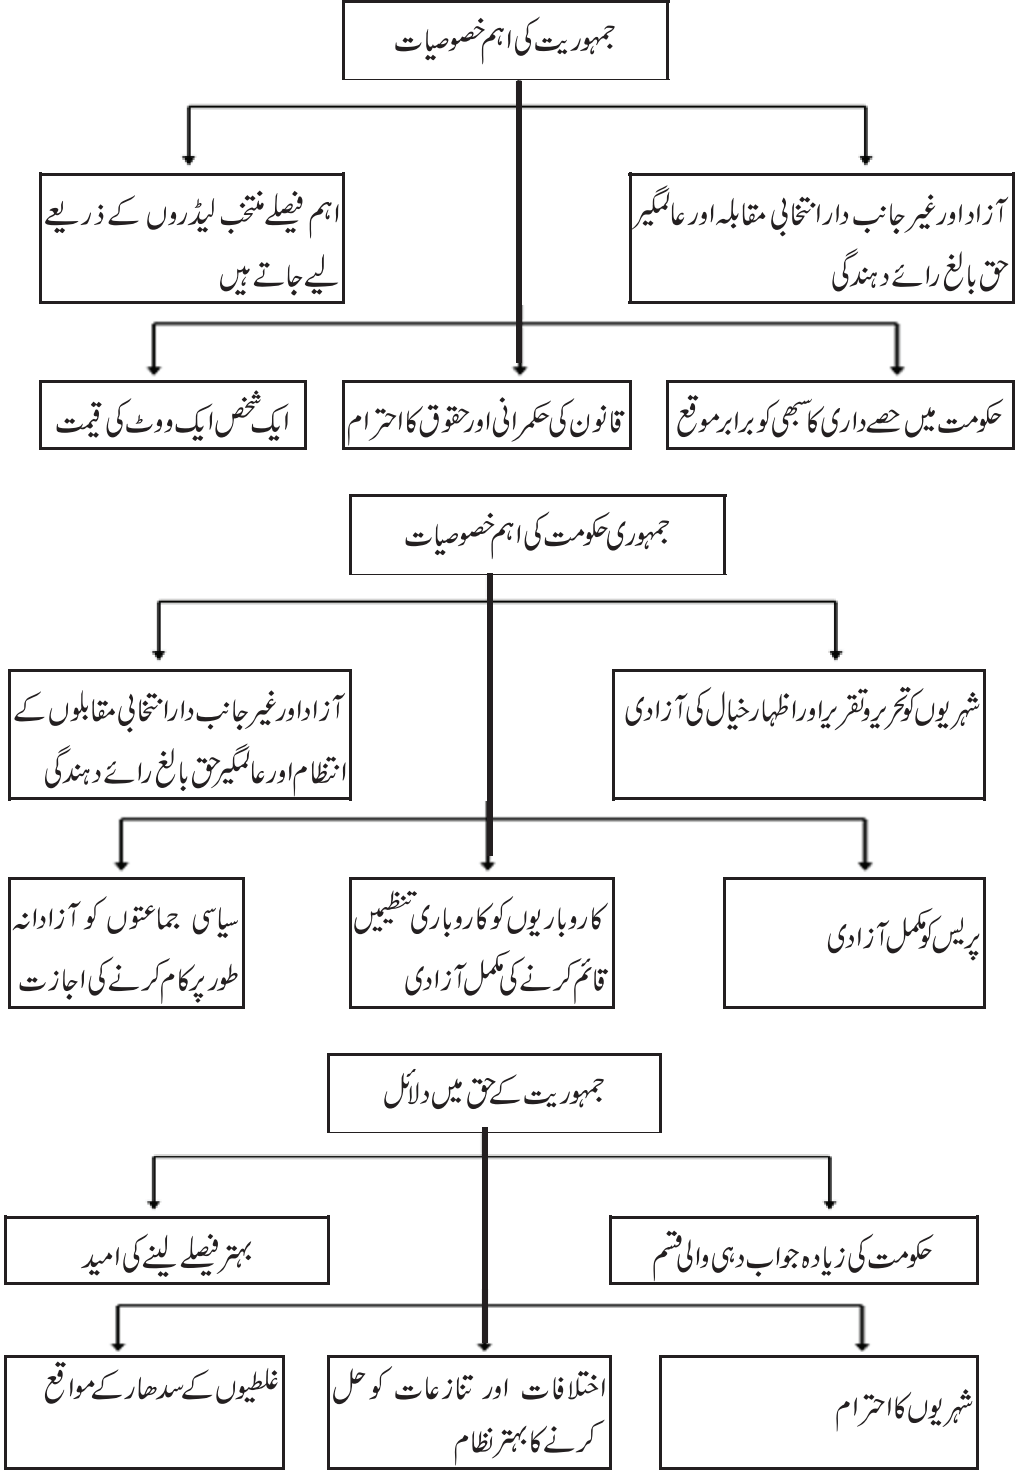 جمہوریت کی اہم خصوصیات
آزاد اور غیر جانب دار انتخابی مقابلہ اور عالمگیر
حق بالغ رائے دہندگی
اہم فیصلے منتخب لیڈروں کے ذریعے
لیے جاتے ہیں
حکومت میں حصے داری کا سبھی کو برابر موقع
قانون کی حکمرانی اور حقوق کا احترام
ایک شخص ایک ووٹ کی قیمت
جمہوری حکومت کی اہم خصوصیات
شہریوں کو تحریر و تقریر اور اظہار خیال کی آزادی
آزاد اور غیر جانب دار انتخابی مقابلوں کے
انتظام اور عالمگیر حق بالغ رائے دہندگی
پریس کو مکمل آزادی
کاروباریوں کو کاروباری تنظیمیں
قائم کرنے کی مکمل آزادی
سیاسی جماعتوں کو آزادانہ
طور پر کام کرنے کی اجازت
جمہوریت کے حق میں دلائل
حکومت کی زیادہ جواب دہی والی قسم
بہتر فیصلے لینے کی امید
شہریوں کا احترام
اختلافات اور تنازعات کو حل
کرنے کا بہتر نظام
غلطیوں کے سدھار کے مواقع